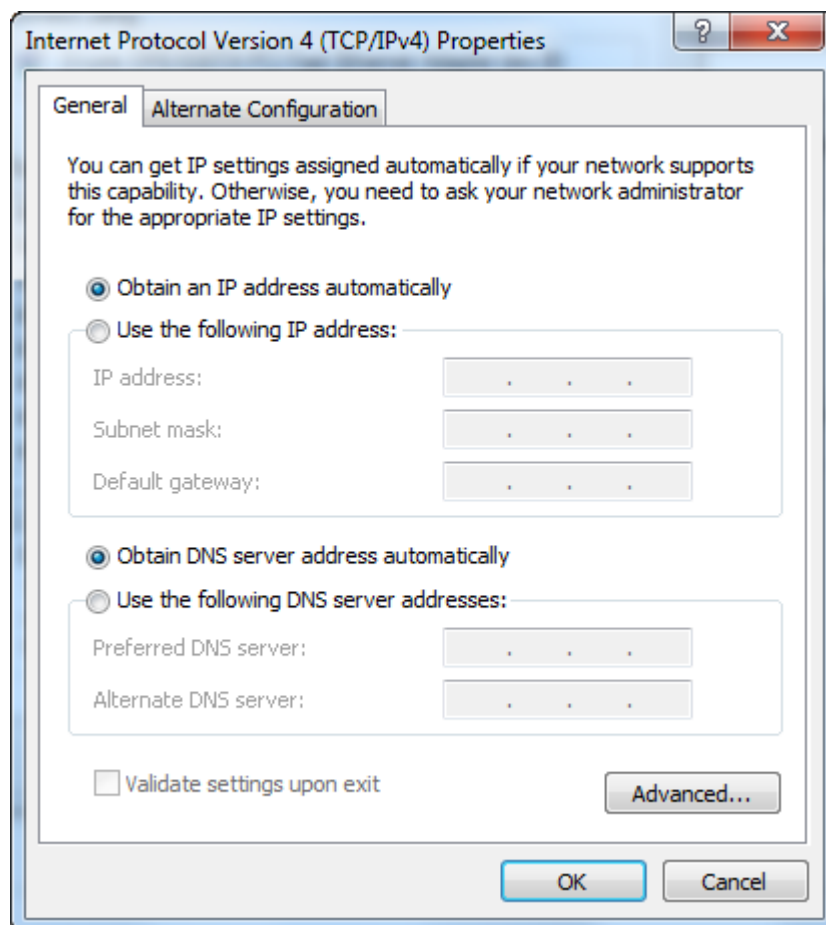 Internet Protocol Version 4 (TCP/IPv4) Properties
General
Alternate Configuration
You can get IP settings assigned automatically if your network supports
this capability. Otherwise, you need to ask your network administrator
for the appropriate IP settings.
Obtain an IP address automatically
Use the following IP address:
IP address: . . .
Subnet mask: . . .
Default gateway: . . .
Obtain DNS server address automatically
Use the following DNS server addresses:
Preferred DNS server: . . .
Alternate DNS server: . . .
Validate settings upon exit
Advanced...
OK
Cancel